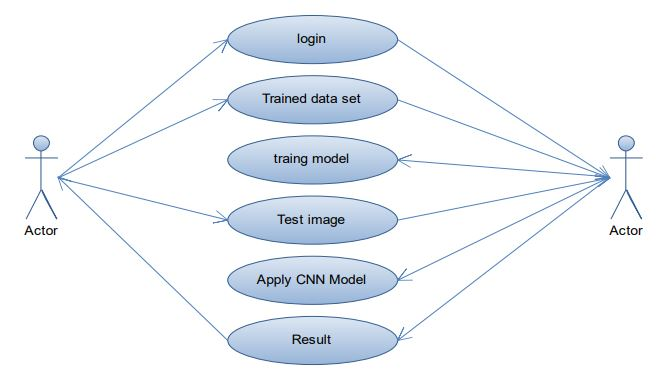 login
Trained data set
traing model
Test image
Apply CNN Model
Result
Actor
Actor